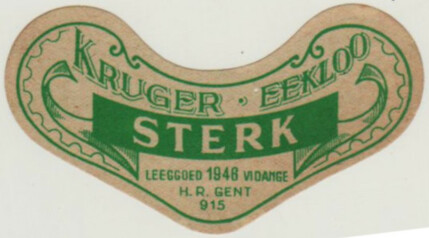 KRUGER · EEKLOO
STERK
LEEGGOED 1946 VIDANGE
H.R. GENT
915